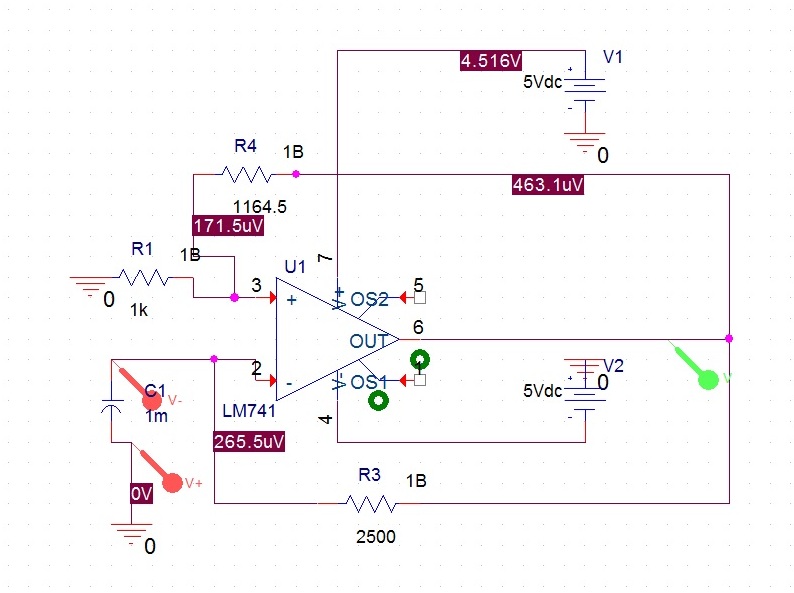 4.516V
V1
5Vdc
0
R4
1B
463.1uV
1164.5
171.5uV
R1
1B
0
1k
U1
7
3
+
V+
OS2
5
OUT
6
2
-
V-
OS1
LM741
4
V2
0
5Vdc
V
C1
1m
V-
265.5uV
R3
1B
2500
V+
0V
0